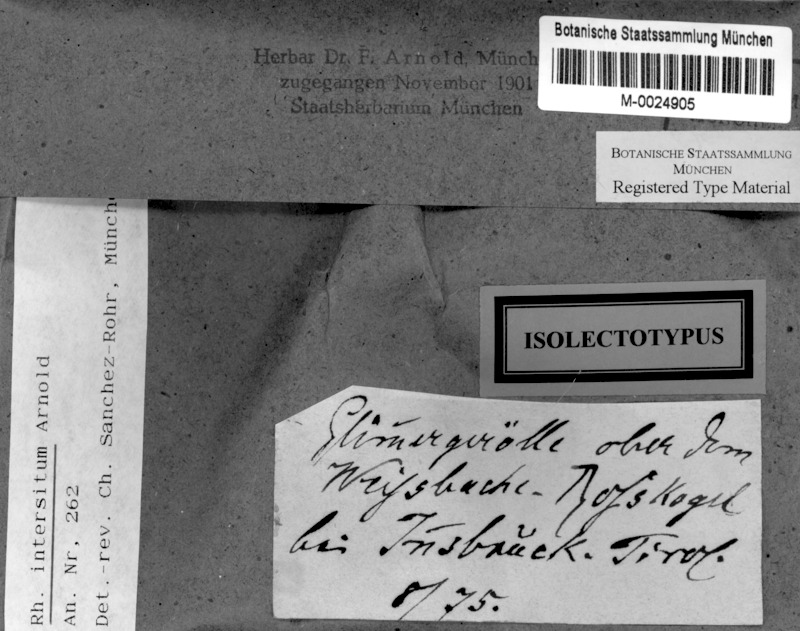 Herbar Dr. F. Arnold, Münch
zugegangen November 1901
Staatsherbarium München
Botanische Staatssammlung München
M-0024905
BOTANISCHE STAATSSAMMLUNG
MÜNCHEN
Registered Type Material
ISOLECTOTYPUS
Rh. intersitum Arnold
An. Nr, 262
Det.-rev. Ch. Sanchez-Rohr, Münch
Glimmergerölle ober dem
Weissbache. Rosskogel
bei Innsbruck. Tirol.
8/75.